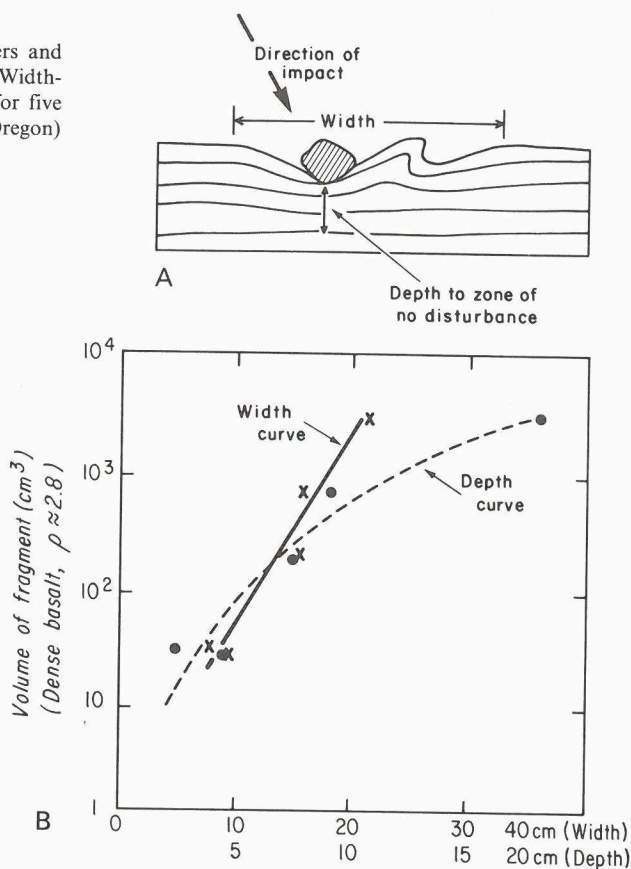 ers and
Width-
for five
Oregon)
Direction of
impact
Width
A
Depth to zone of
no disturbance
Volume of fragment (cm³)
(Dense basalt, ρ ≈ 2.8)
10⁴
10³
10²
10
1
Width
curve
Depth
curve
B
0 10 20 30 40 cm (Width)
5 10 15 20 cm (Depth)